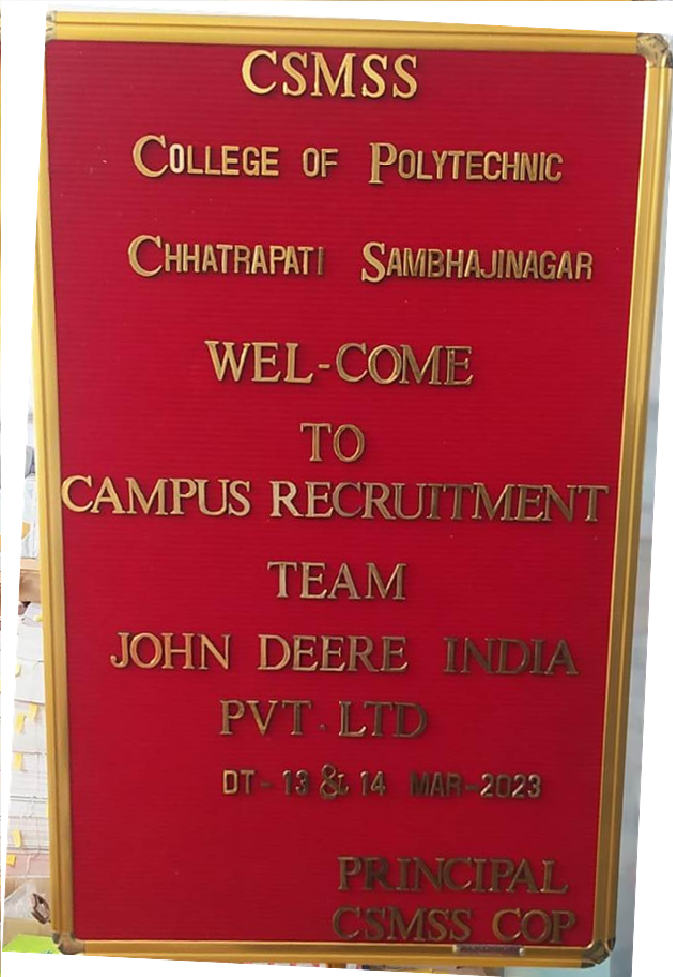 CSMSS
COLLEGE OF POLYTECHNIC
CHHATRAPATI SAMBHAJINAGAR
WEL-COME
TO
CAMPUS RECRUITMENT
TEAM
JOHN DEERE INDIA
PVT. LTD
DT- 13 & 14 MAR-2023
PRINCIPAL
CSMSS COP